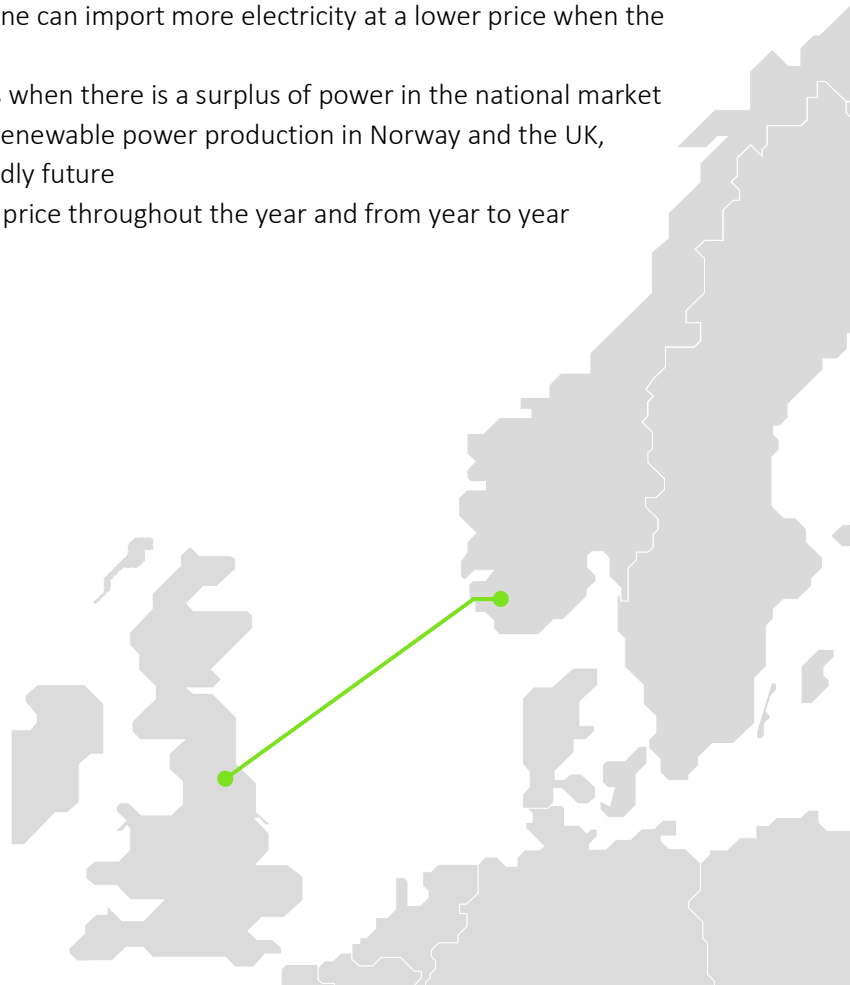 ne can import more electricity at a lower price when the
when there is a surplus of power in the national market
enewable power production in Norway and the UK,
dly future
price throughout the year and from year to year